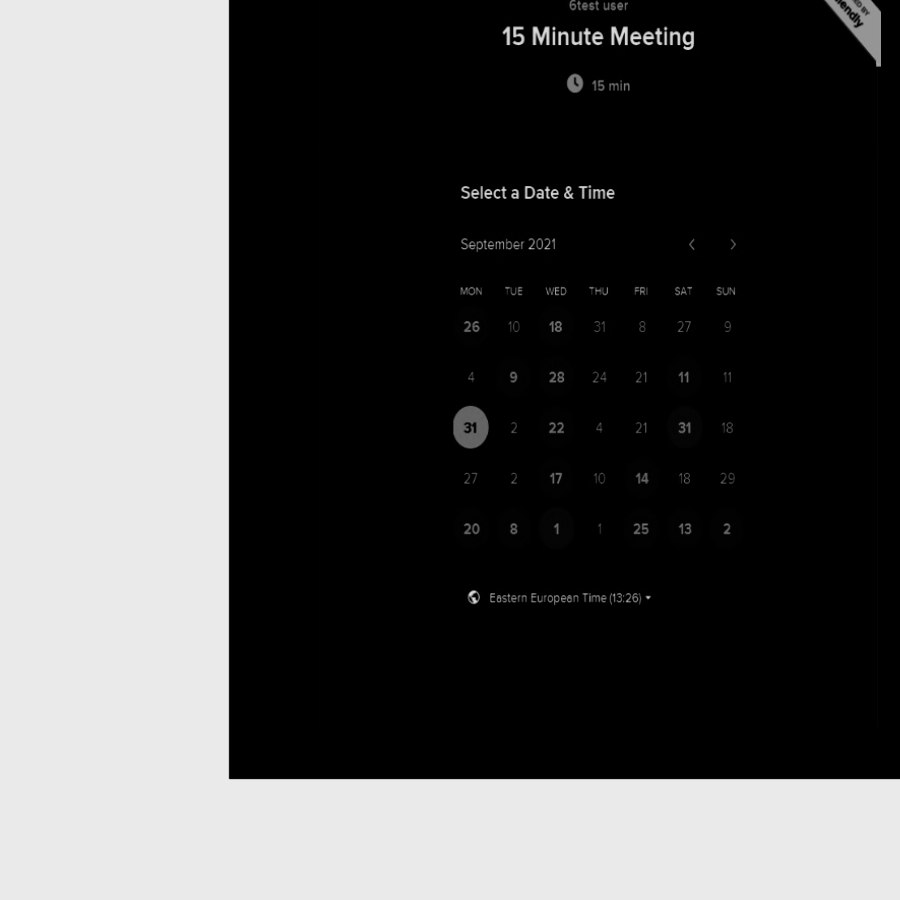 6test user
15 Minute Meeting
15 min
Select a Date & Time
September 2021
MON TUE WED THU FRI SAT SUN
26 10 18 31 8 27 9
4 9 28 24 21 11 11
31 2 22 4 21 31 18
27 2 17 10 14 18 29
20 8 1 1 25 13 2
Eastern European Time (13:26)